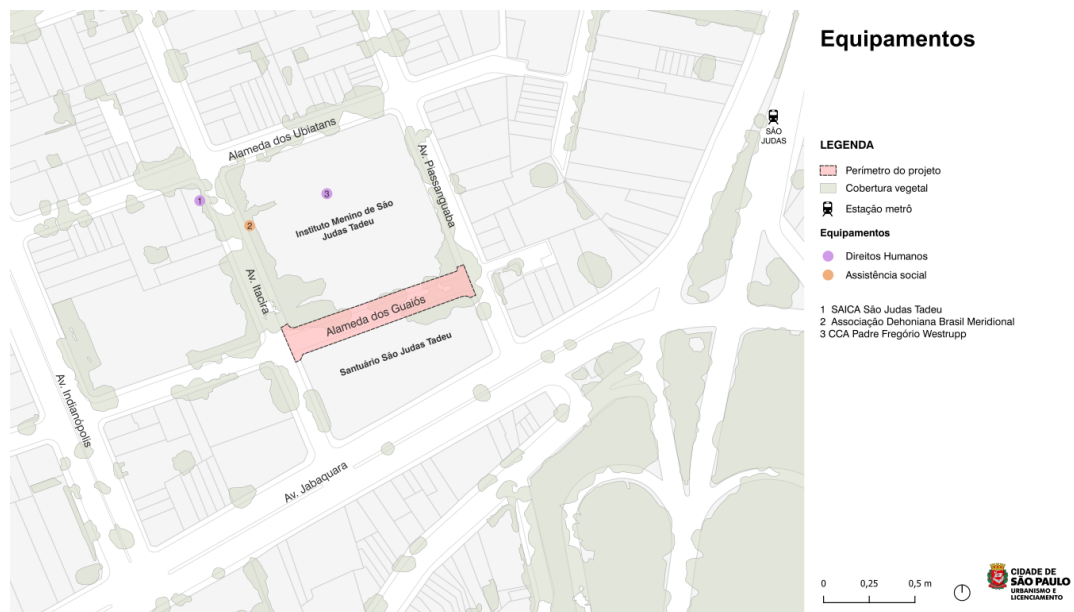 Equipamentos
SÃO
JUDAS
LEGENDA
Perímetro do projeto
Cobertura vegetal
Estação metrô
Equipamentos
Direitos Humanos
Assistência social
1 SAICA São Judas Tadeu
2 Associação Dehoniana Brasil Meridional
3 CCA Padre Fregório Westrupp
Alameda dos Ubiatans
Av. Piassanguaba
1
3
2
Instituto Menino de São
Judas Tadeu
Av. Itacira
Alameda dos Guaiós
Santuário São Judas Tadeu
Av. Indianópolis
Av. Jabaquara
0 0,25 0,5 m
CIDADE DE
SÃO PAULO
URBANISMO E
LICENCIAMENTO